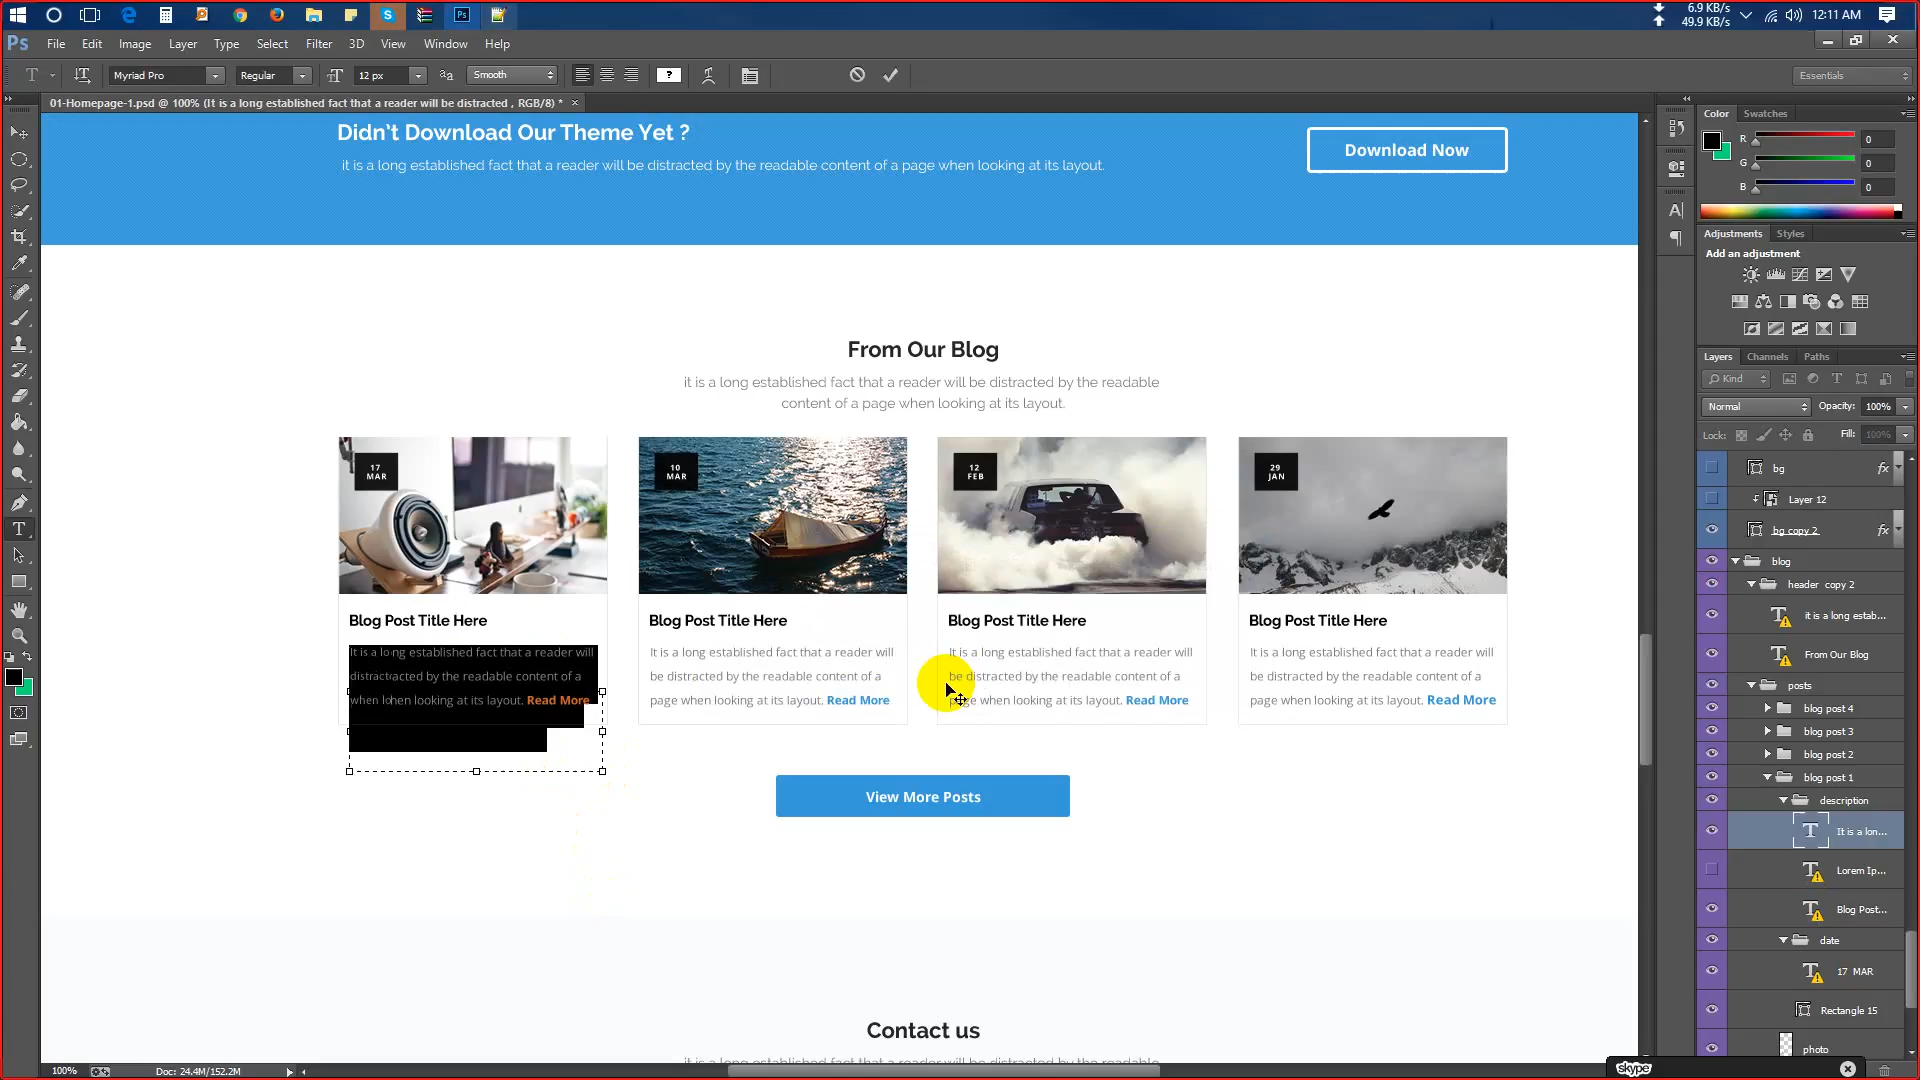 6.9 KB/s
49.9 KB/s
12:11 AM
Ps
File Edit Image Layer Type Select Filter 3D View Window Help
Myriad Pro Regular 12 px Smooth Essentials
01-Homepage-1.psd @ 100% (It is a long established fact that a reader will be distracted , RGB/8) *
Didn't Download Our Theme Yet ?
it is a long established fact that a reader will be distracted by the readable content of a page when looking at its layout.
Download Now
From Our Blog
it is a long established fact that a reader will be distracted by the readable
content of a page when looking at its layout.
17
MAR
10
MAR
12
FEB
29
JAN
Blog Post Title Here
Blog Post Title Here
Blog Post Title Here
Blog Post Title Here
It is a long established fact that a reader will
be distracted by the readable content of a
page when looking at its layout. Read More
It is a long established fact that a reader will
be distracted by the readable content of a
page when looking at its layout. Read More
It is a long established fact that a reader will
be distracted by the readable content of a
page when looking at its layout. Read More
View More Posts
Contact us
it is a long established fact that a reader will be distracted by the readable
100% Doc: 24.4M/152.2M
Color Swatches
R 0
G 0
B 0
Adjustments Styles
Add an adjustment
Layers Channels Paths
Kind
Normal Opacity: 100%
Lock: Fill: 100%
bg fx
Layer 12
bg copy 2 fx
blog
header copy 2
it is a long estab...
From Our Blog
posts
blog post 4
blog post 3
blog post 2
blog post 1
description
It is a lon...
Lorem Ip...
Blog Post...
date
17 MAR
Rectangle 15
photo
skype